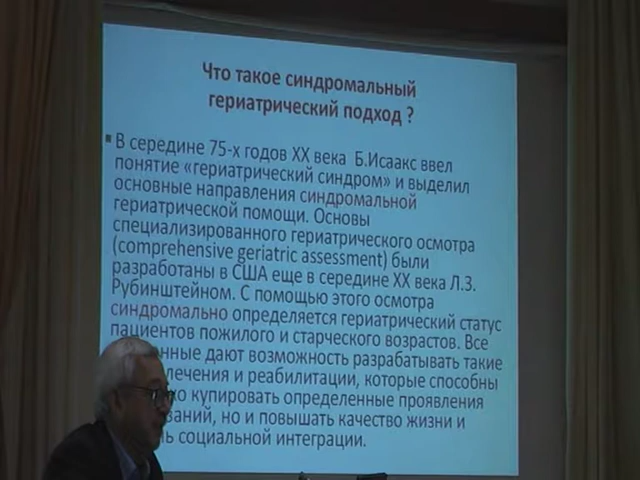 Что такое синдромальный
гериатрический подход ?
В середине 75-х годов XX века Б.Исаакс ввел
понятие «гериатрический синдром» и выделил
основные направления синдромальной
гериатрической помощи. Основы
специализированного гериатрического осмотра
(comprehensive geriatric assessment) были
разработаны в США еще в середине XX века Л.З.
Рубинштейном. С помощью этого осмотра
синдромально определяется гериатрический статус
пациентов пожилого и старческого возрастов. Все
дают возможность разрабатывать такие
лечения и реабилитации, которые способны
купировать определенные проявления
но и повышать качество жизни и
социальной интеграции.